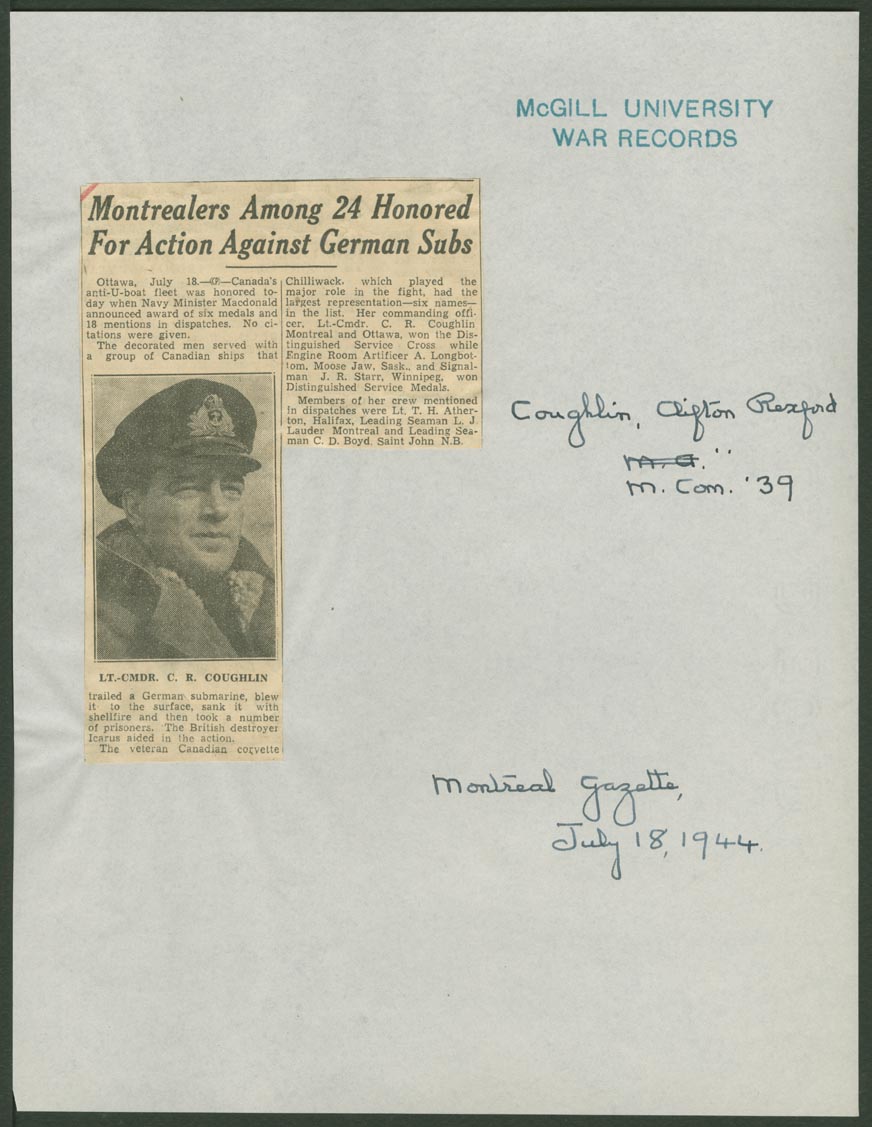 McGILL UNIVERSITY
WAR RECORDS
Montrealers Among 24 Honored
For Action Against German Subs
Ottawa, July 18.—(CP)—Canada's
anti-U-boat fleet was honored to-
day when Navy Minister Macdonald
announced award of six medals and
18 mentions in dispatches. No ci-
tations were given.
The decorated men served with
a group of Canadian ships that
LT.-CMDR. C. R. COUGHLIN
trailed a German submarine, blew
it to the surface, sank it with
shellfire and then took a number
of prisoners. The British destroyer
Icarus aided in the action.
The veteran Canadian corvette
Chilliwack, which played the
major role in the fight, had the
largest representation—six names—
in the list. Her commanding offi-
cer, Lt.-Cmdr. C. R. Coughlin
Montreal and Ottawa, won the Dis-
tinguished Service Cross while
Engine Room Artificer A. Longbot-
tom, Moose Jaw, Sask., and Signal-
man J. R. Starr, Winnipeg, won
Distinguished Service Medals.
Members of her crew mentioned
in dispatches were Lt. T. H. Ather-
ton, Halifax, Leading Seaman L. J.
Lauder Montreal and Leading Sea-
man C. D. Boyd, Saint John N.B.
Coughlin, Clifton Rexford
M. Com. '39
Montreal Gazette,
July 18, 1944.